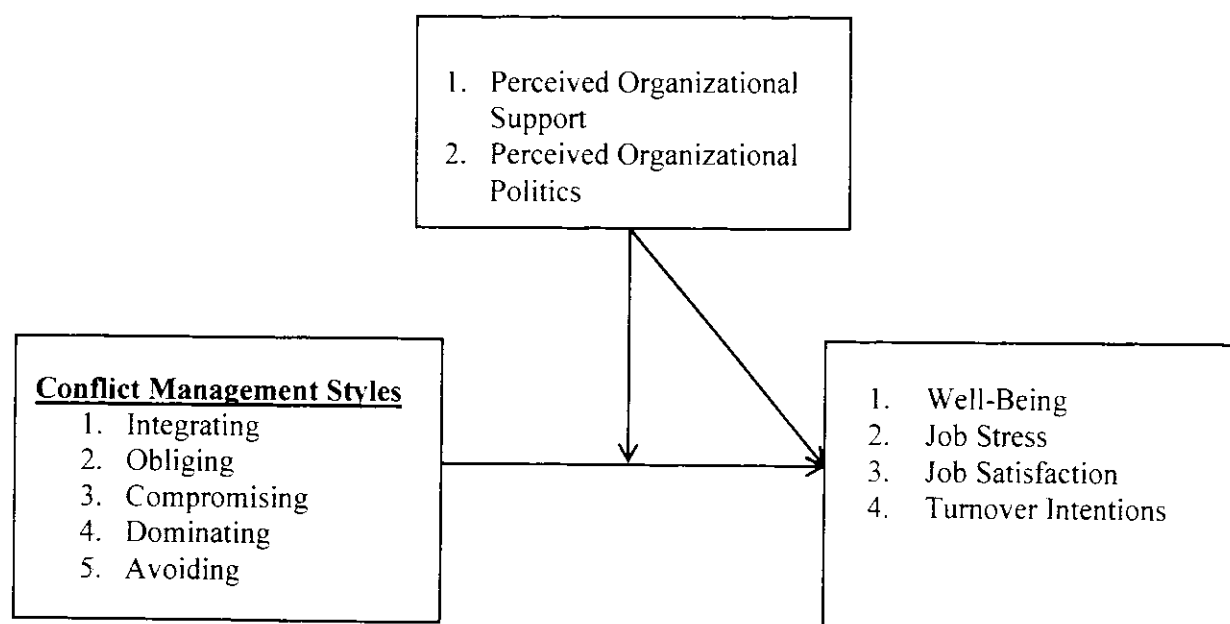 1. Perceived Organizational
Support
2. Perceived Organizational
Politics
Conflict Management Styles
1. Integrating
2. Obliging
3. Compromising
4. Dominating
5. Avoiding
1. Well-Being
2. Job Stress
3. Job Satisfaction
4. Turnover Intentions